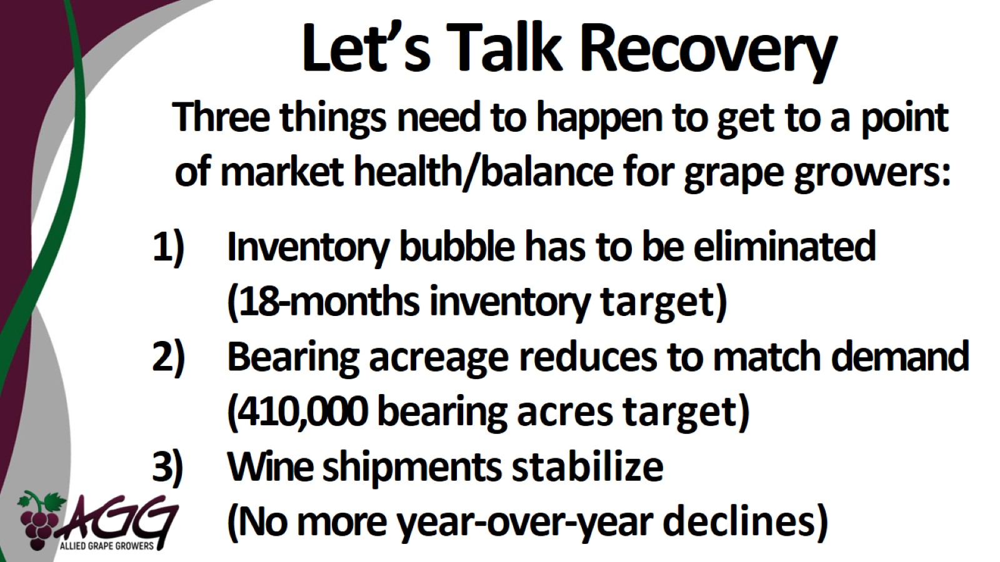 Let’s Talk Recovery
Three things need to happen to get to a point
of market health/balance for grape growers:
1) Inventory bubble has to be eliminated
(18-months inventory target)
2) Bearing acreage reduces to match demand
(410,000 bearing acres target)
3) Wine shipments stabilize
(No more year-over-year declines)
AGG
ALLIED GRAPE GROWERS